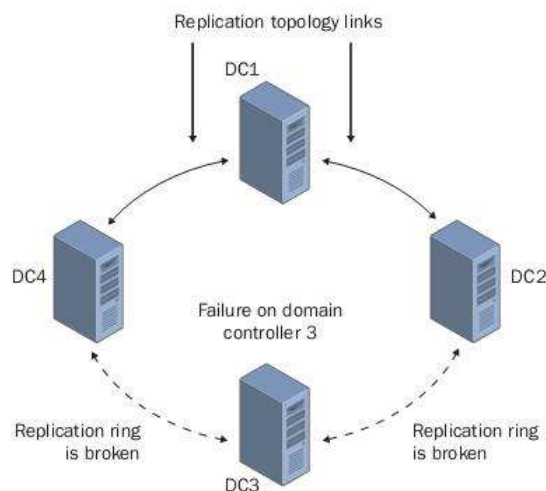 Replication topology links
DC1
DC4
DC2
Failure on domain
controller 3
Replication ring
is broken
Replication ring
is broken
DC3